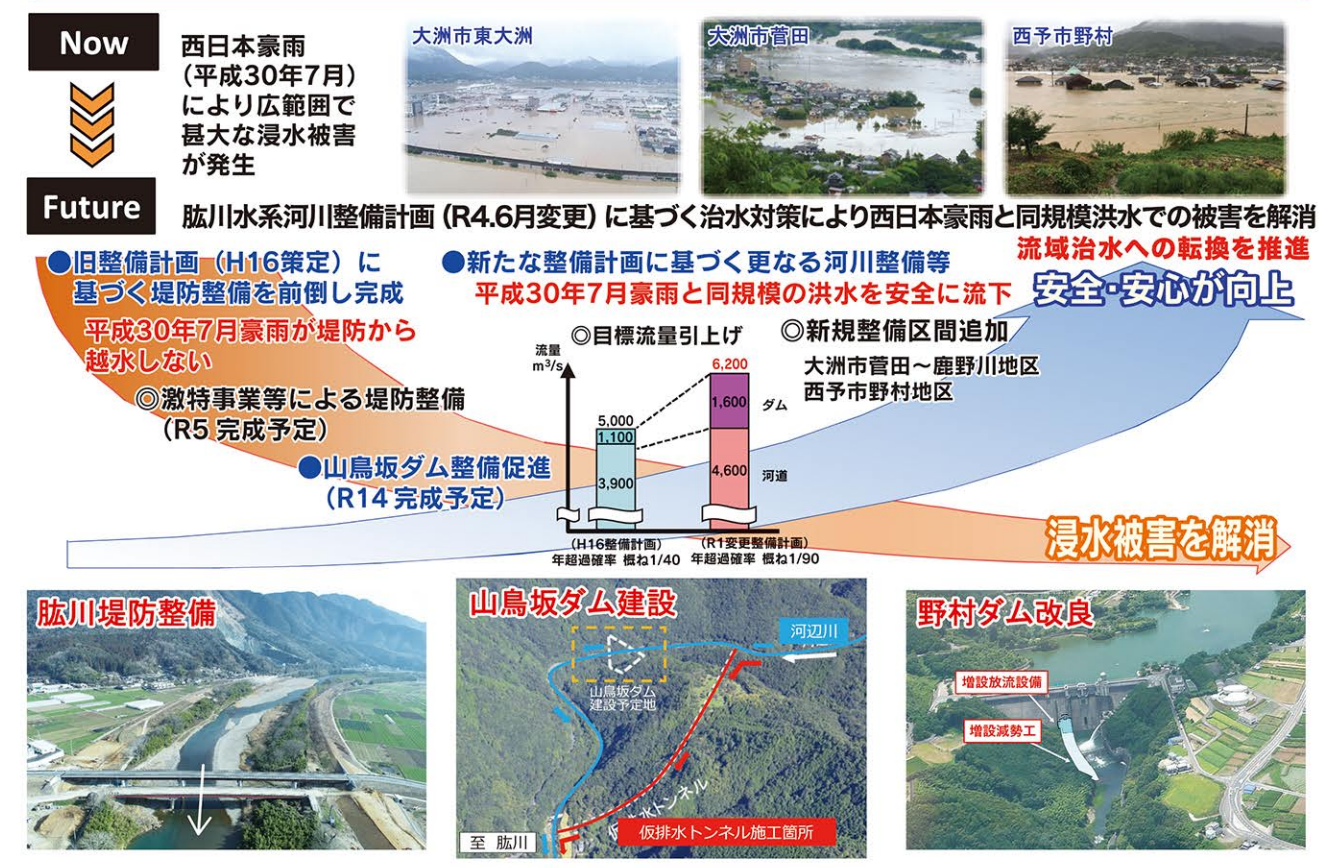 Now
西日本豪雨
（平成30年7月）
により広範囲で
甚大な浸水被害
が発生
大洲市東大洲
大洲市菅田
西予市野村
Future
肱川水系河川整備計画（R4.6月変更）に基づく治水対策により西日本豪雨と同規模洪水での被害を解消
流域治水への転換を推進
安全・安心が向上
●旧整備計画（H16策定）に
基づく堤防整備を前倒し完成
平成30年7月豪雨が堤防から
越水しない
◎激特事業等による堤防整備
（R5 完成予定）
●山鳥坂ダム整備促進
（R14 完成予定）
●新たな整備計画に基づく更なる河川整備等
平成30年7月豪雨と同規模の洪水を安全に流下
◎目標流量引上げ
◎新規整備区間追加
大洲市菅田～鹿野川地区
西予市野村地区
流量
m³/s
6,200
1,600
ダム
5,000
1,100
3,900
4,600
河道
（H16整備計画）
年超過確率 概ね1/40
（R1変更整備計画）
年超過確率 概ね1/90
浸水被害を解消
肱川堤防整備
山鳥坂ダム建設
河辺川
山鳥坂ダム
建設予定地
仮排水トンネル
仮排水トンネル施工箇所
至 肱川
野村ダム改良
増設放流設備
増設減勢工